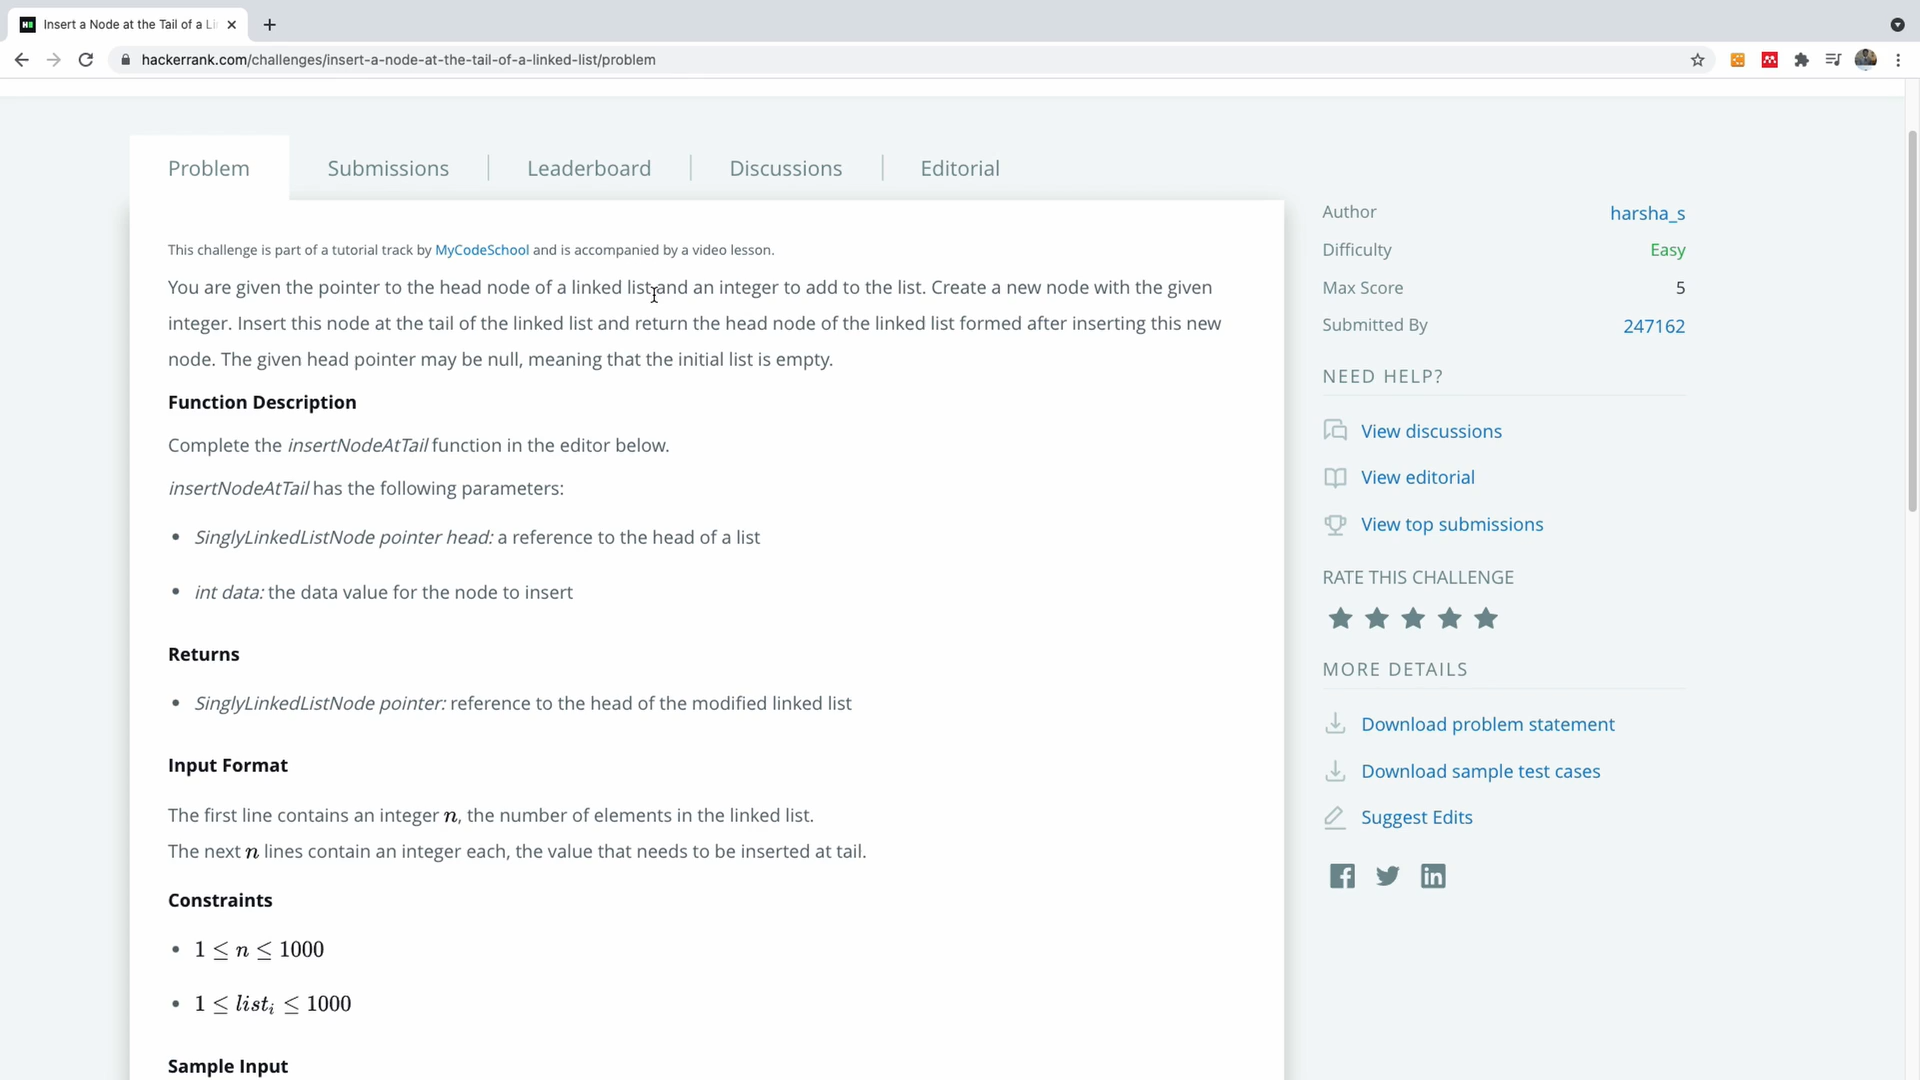 Insert a Node at the Tail of a Li
hackerrank.com/challenges/insert-a-node-at-the-tail-of-a-linked-list/problem
Problem
Submissions
Leaderboard
Discussions
Editorial
This challenge is part of a tutorial track by MyCodeSchool and is accompanied by a video lesson.
You are given the pointer to the head node of a linked list and an integer to add to the list. Create a new node with the given
integer. Insert this node at the tail of the linked list and return the head node of the linked list formed after inserting this new
node. The given head pointer may be null, meaning that the initial list is empty.
Function Description
Complete the insertNodeAtTail function in the editor below.
insertNodeAtTail has the following parameters:
• SinglyLinkedListNode pointer head: a reference to the head of a list
• int data: the data value for the node to insert
Returns
• SinglyLinkedListNode pointer: reference to the head of the modified linked list
Input Format
The first line contains an integer n, the number of elements in the linked list.
The next n lines contain an integer each, the value that needs to be inserted at tail.
Constraints
• 1 ≤ n ≤ 1000
• 1 ≤ listᵢ ≤ 1000
Sample Input
Author harsha_s
Difficulty Easy
Max Score 5
Submitted By 247162
NEED HELP?
View discussions
View editorial
View top submissions
RATE THIS CHALLENGE
MORE DETAILS
Download problem statement
Download sample test cases
Suggest Edits